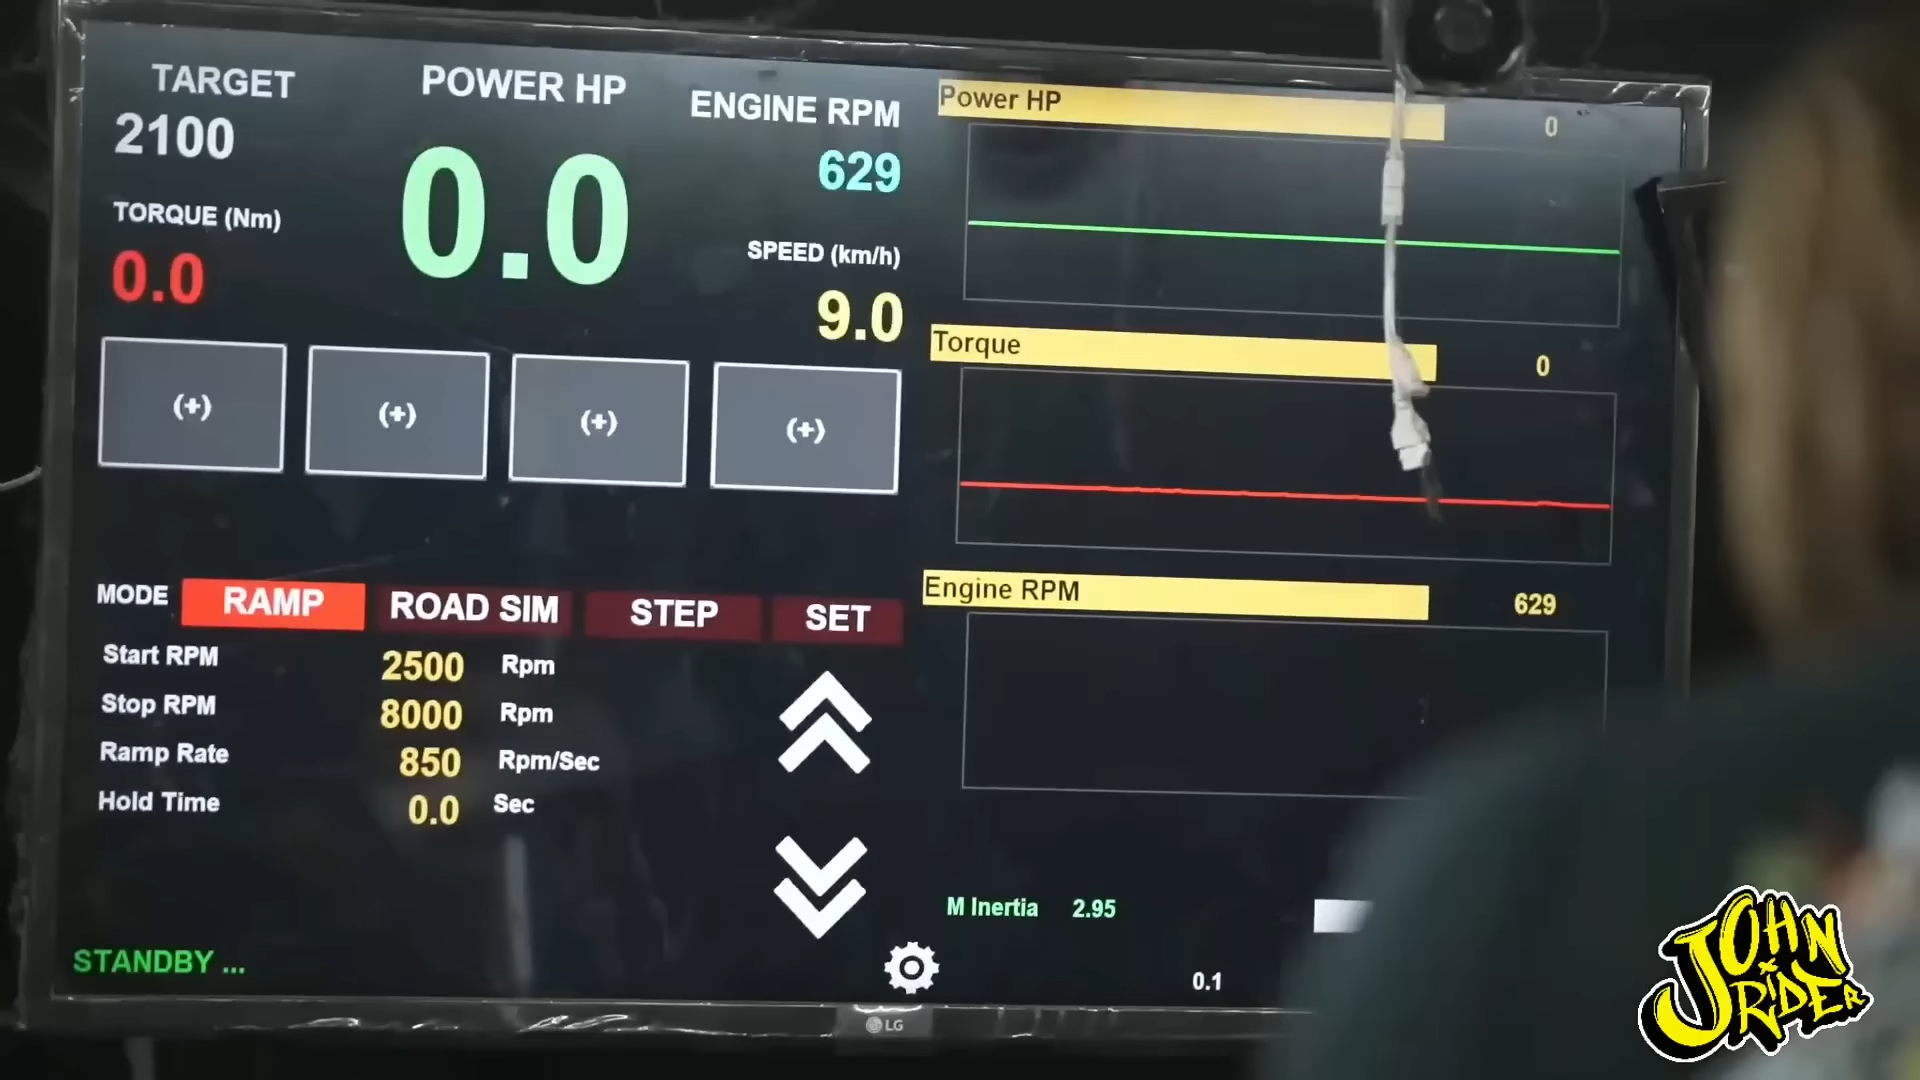 TARGET
2100
POWER HP
0.0
ENGINE RPM
629
TORQUE (Nm)
0.0
SPEED (km/h)
9.0
(+) (+) (+) (+)
MODE RAMP ROAD SIM STEP SET
Start RPM 2500 Rpm
Stop RPM 8000 Rpm
Ramp Rate 850 Rpm/Sec
Hold Time 0.0 Sec
STANDBY ...
Power HP 0
Torque 0
Engine RPM 629
M Inertia 2.95
0.1
LG
JOHN
RIDER